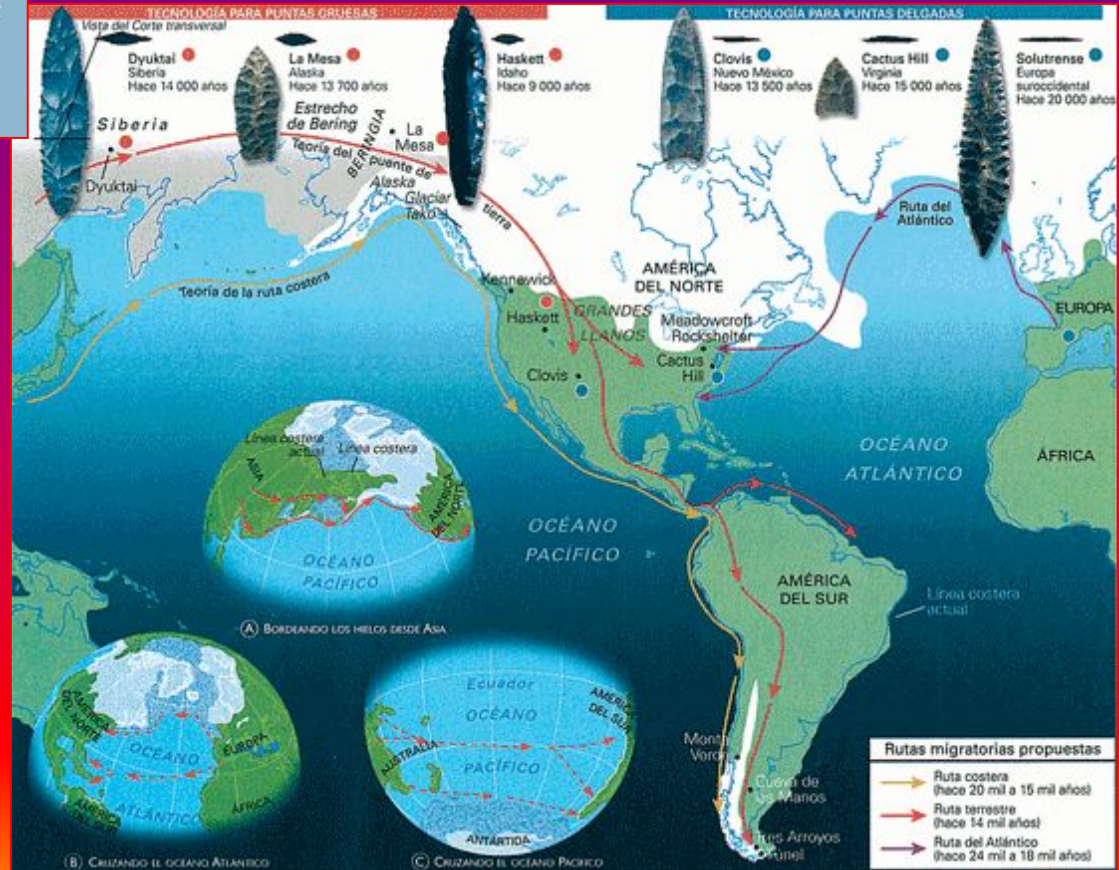 TECNOLOGÍA PARA PUNTAS GRUESAS
TECNOLOGÍA PARA PUNTAS DELGADAS
Vista del Corte transversal
Dyuktai
Siberia
Hace 14 000 años
La Mesa
Alaska
Hace 13 700 años
Haskett
Idaho
Hace 9 000 años
Clovis
Nuevo México
Hace 13 500 años
Cactus Hill
Virginia
Hace 15 000 años
Solutrense
Europa
suroccidental
Hace 20 000 años
Siberia
Dyuktai
Estrecho
de Bering
BERINGIA
La
Mesa
Teoría del puente de tierra
Alaska
Glaciar
Tako
Teoría de la ruta costera
Ruta del
Atlántico
AMÉRICA
DEL NORTE
Kennewick
Haskett
GRANDES
LLANOS
Meadowcroft
Rockshelter
Cactus
Hill
Clovis
EUROPA
ÁFRICA
OCÉANO
ATLÁNTICO
OCÉANO
PACÍFICO
AMÉRICA
DEL SUR
Línea costera
actual
Monte
Verde
Cueva de
las Manos
Tres Arroyos
Túnel
Línea costera
actual
Línea costera
ASIA
AMÉRICA
DEL NORTE
OCÉANO
PACÍFICO
A BORDEANDO LOS HIELOS DESDE ASIA
AMÉRICA
DEL NORTE
OCÉANO
ATLÁNTICO
EUROPA
ÁFRICA
AMÉRICA
DEL SUR
B CRUZANDO EL OCÉANO ATLÁNTICO
Ecuador
OCÉANO
PACÍFICO
AMÉRICA
DEL SUR
AUSTRALIA
ANTÁRTIDA
C CRUZANDO EL OCÉANO PACÍFICO
Rutas migratorias propuestas
Ruta costera
(hace 20 mil a 15 mil años)
Ruta terrestre
(hace 14 mil años)
Ruta del Atlántico
(hace 24 mil a 18 mil años)